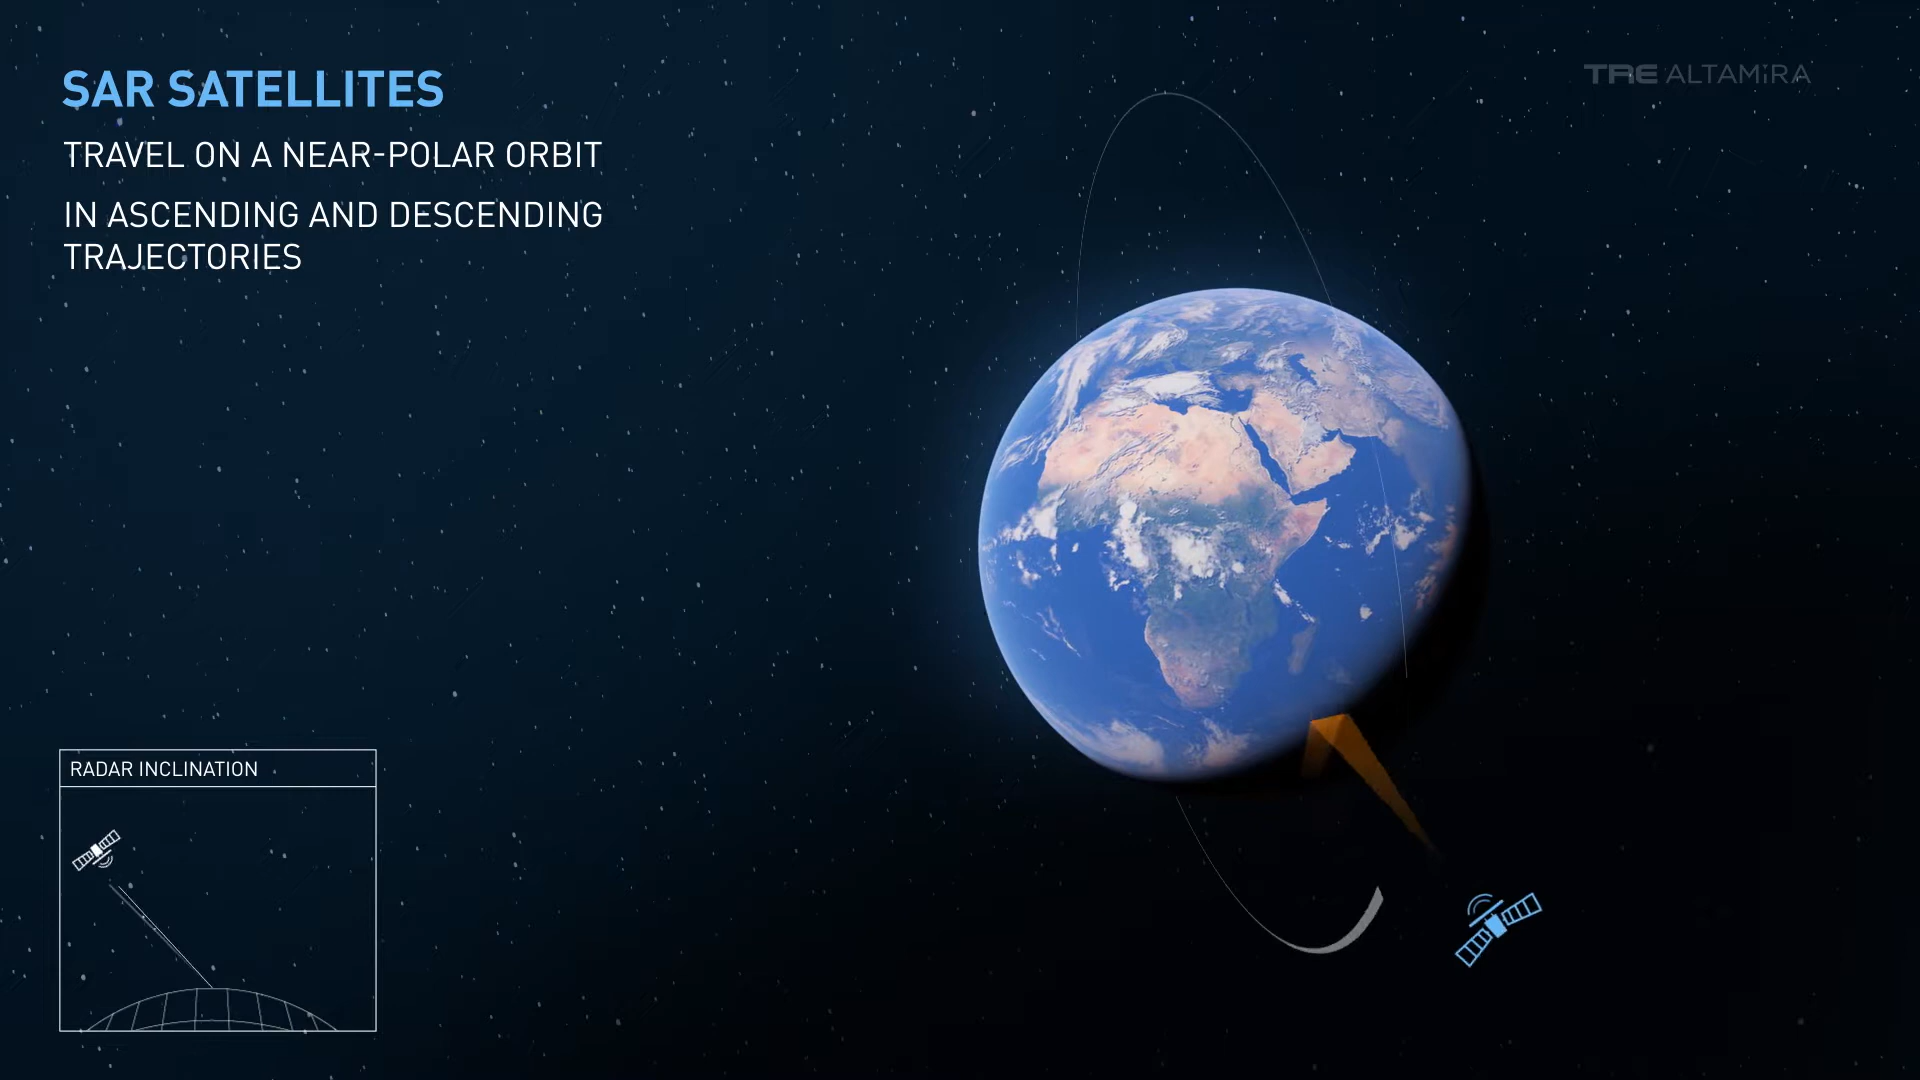 SAR SATELLITES
TRE ALTAMiRA
TRAVEL ON A NEAR-POLAR ORBIT
IN ASCENDING AND DESCENDING
TRAJECTORIES
RADAR INCLINATION